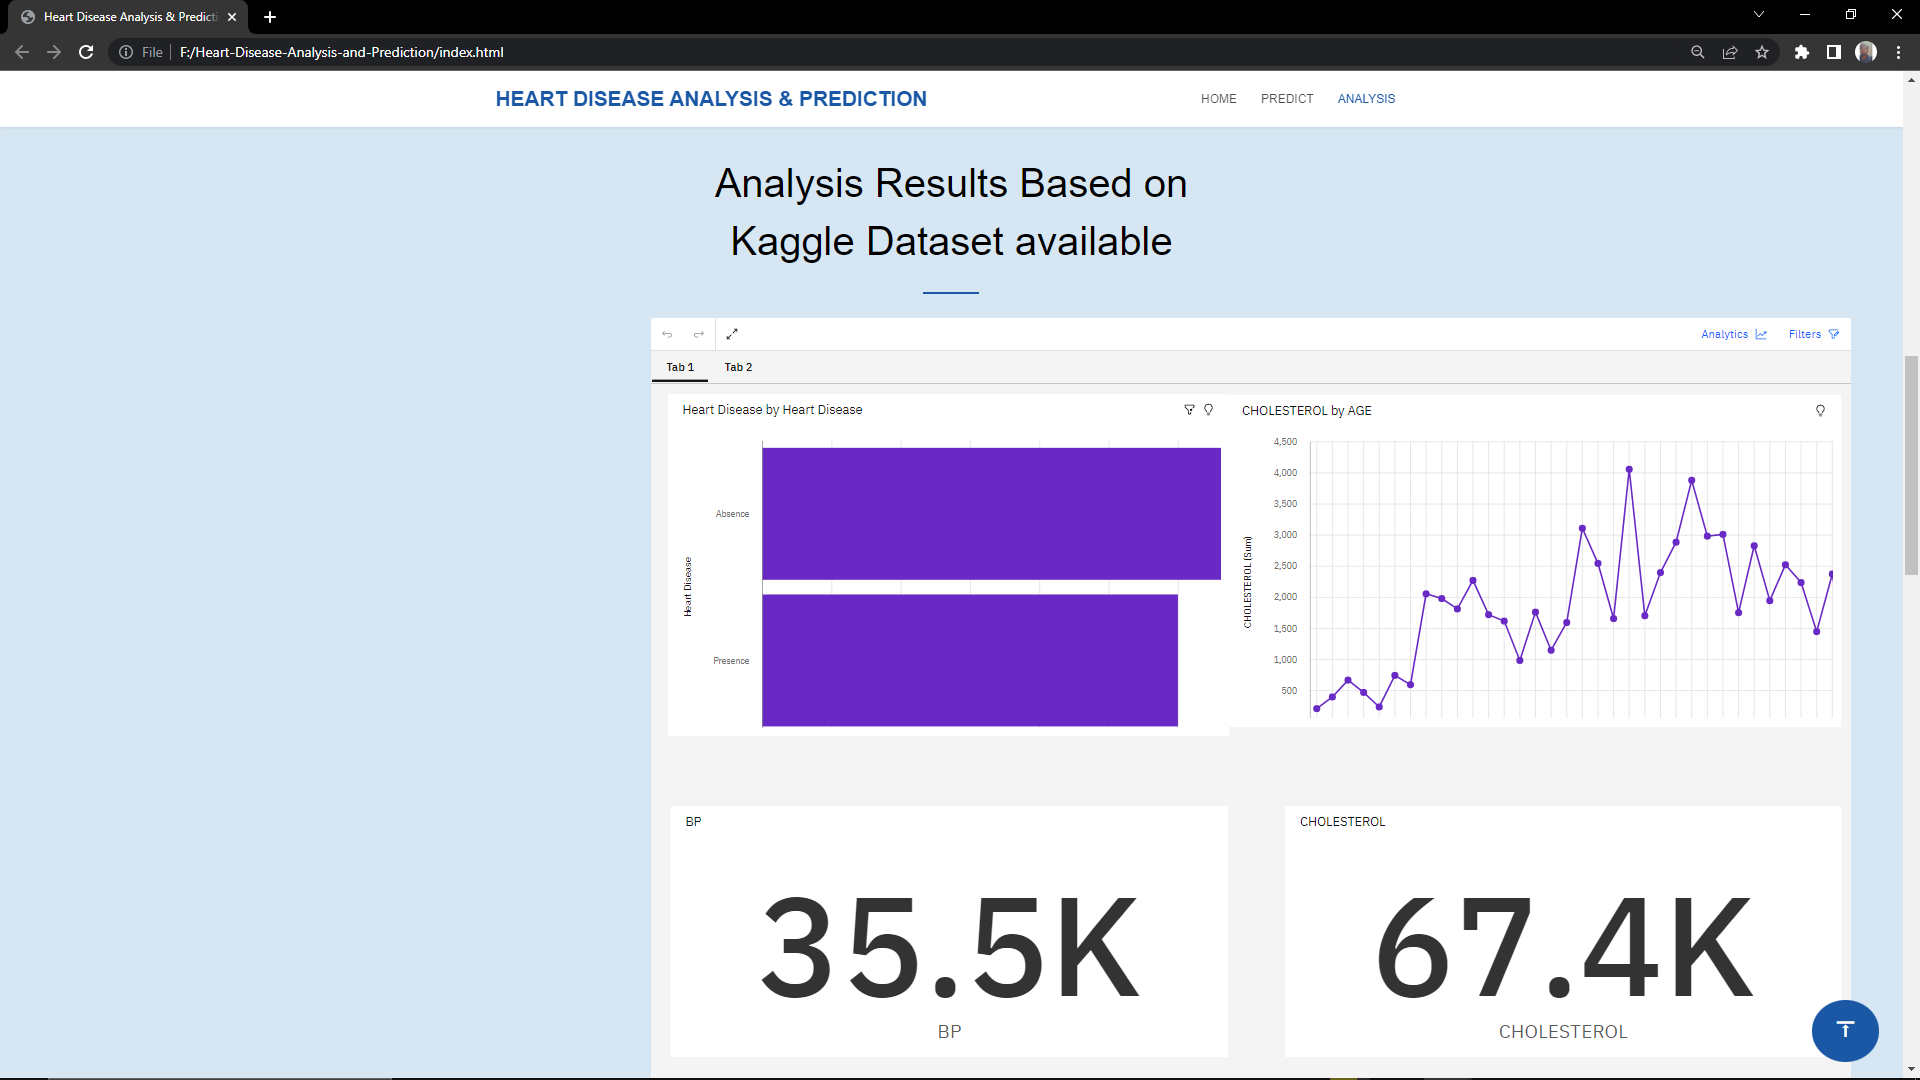 Heart Disease Analysis & Predicti
File
F:/Heart-Disease-Analysis-and-Prediction/index.html
HEART DISEASE ANALYSIS & PREDICTION
HOME
PREDICT
ANALYSIS
Analysis Results Based on
Kaggle Dataset available
Analytics
Filters
Tab 1
Tab 2
Heart Disease by Heart Disease
Heart Disease
Absence
Presence
CHOLESTEROL by AGE
CHOLESTEROL (Sum)
4,500
4,000
3,500
3,000
2,500
2,000
1,500
1,000
500
BP
35.5K
BP
CHOLESTEROL
67.4K
CHOLESTEROL